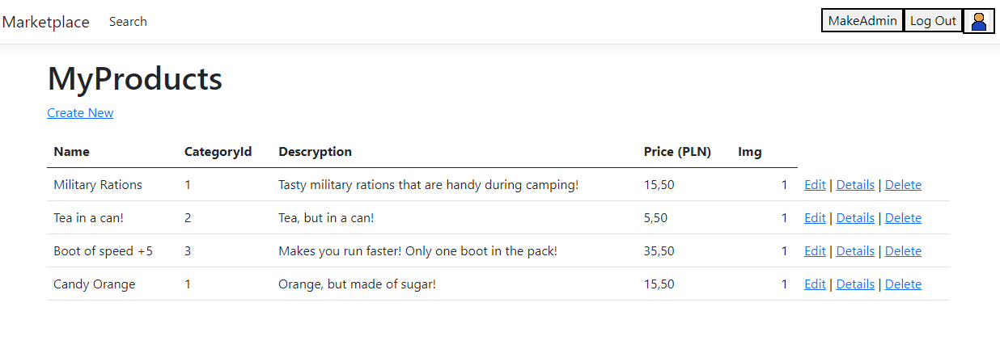 Marketplace Search MakeAdmin Log Out
MyProducts
Create New
Name CategoryId Descryption Price (PLN) Img
Military Rations 1 Tasty military rations that are handy during camping! 15,50 1 Edit | Details | Delete
Tea in a can! 2 Tea, but in a can! 5,50 1 Edit | Details | Delete
Boot of speed +5 3 Makes you run faster! Only one boot in the pack! 35,50 1 Edit | Details | Delete
Candy Orange 1 Orange, but made of sugar! 15,50 1 Edit | Details | Delete